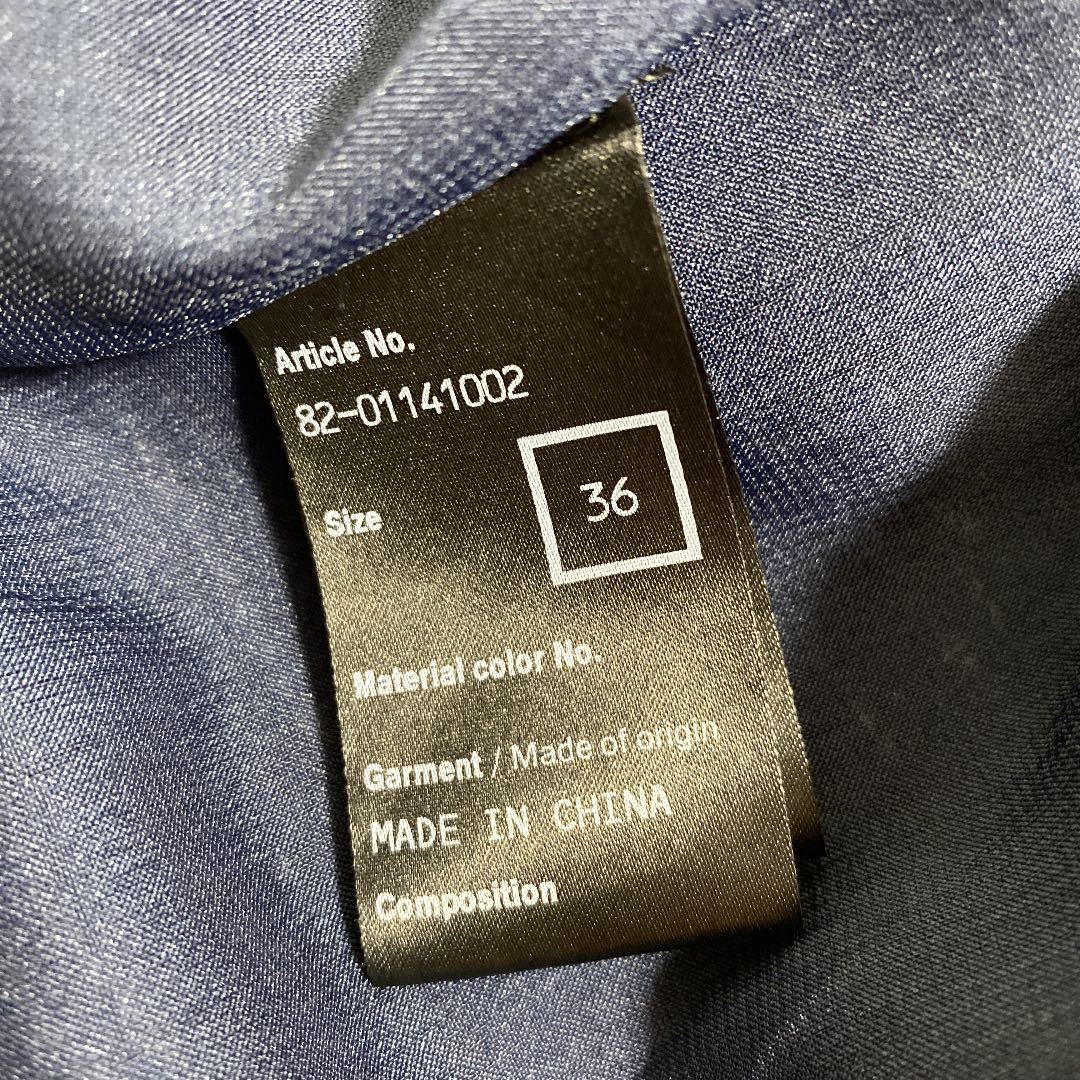 Article No.
82-01141002
Size
36
Material color No.
Garment / Made of origin
MADE IN CHINA
Composition